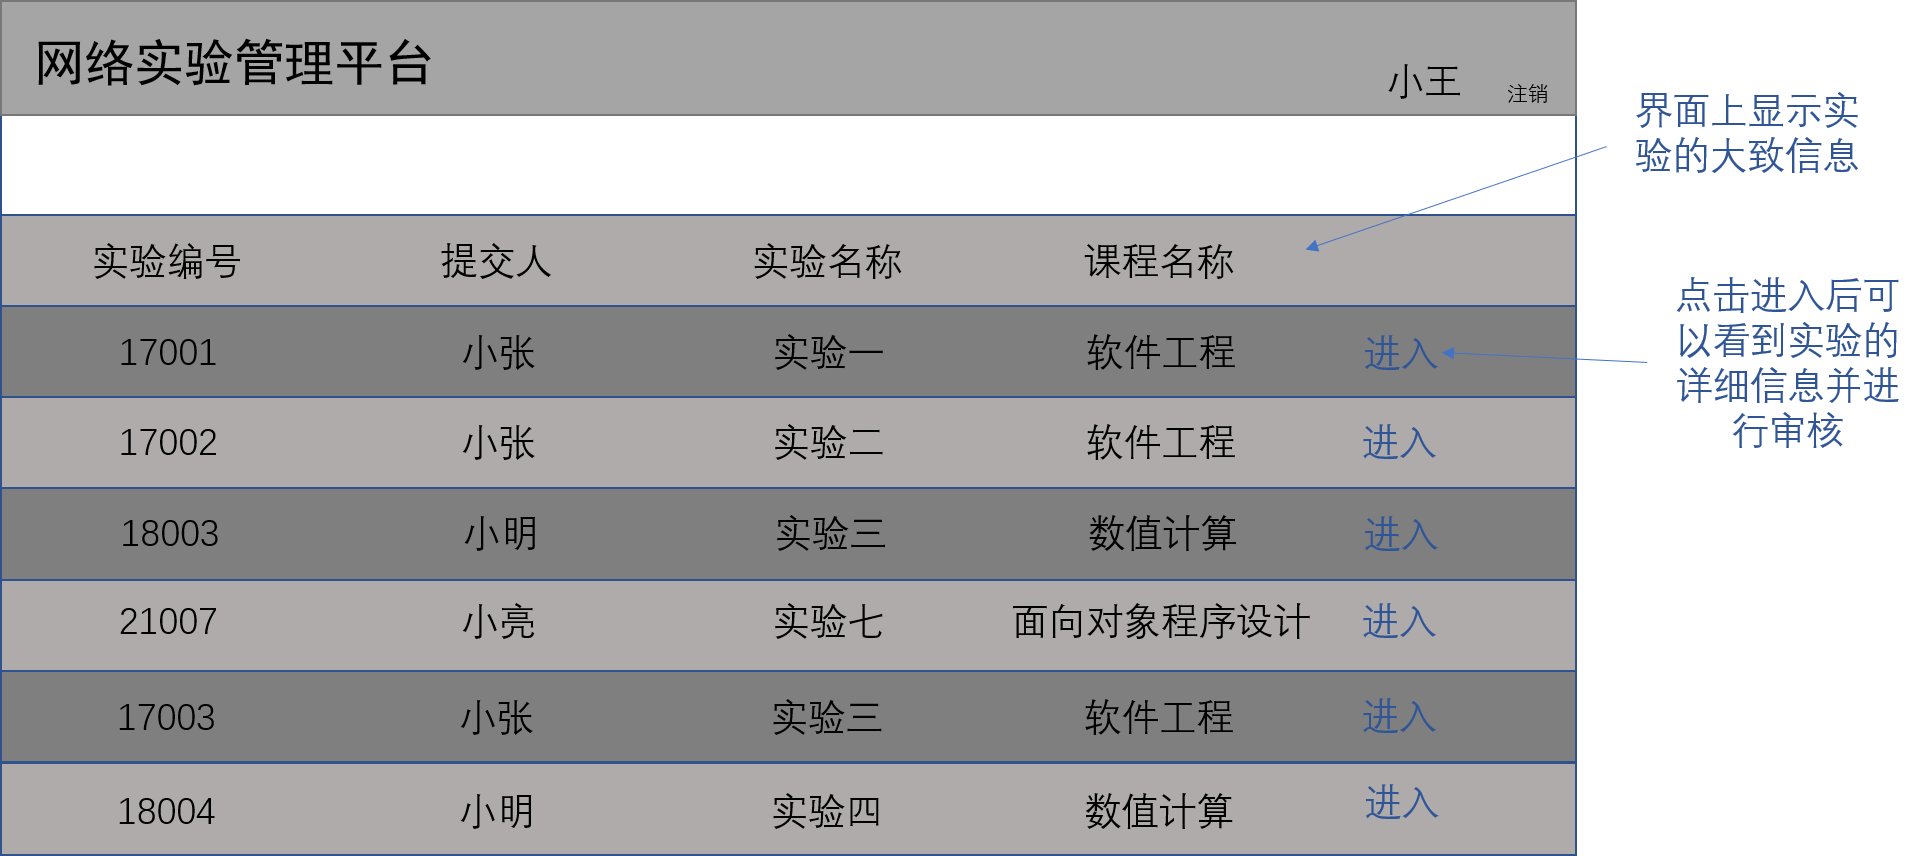 网络实验管理平台
小王 注销
界面上显示实
验的大致信息
实验编号 提交人 实验名称 课程名称
点击进入后可
以看到实验的
详细信息并进
行审核
17001 小张 实验一 软件工程 进入
17002 小张 实验二 软件工程 进入
18003 小明 实验三 数值计算 进入
21007 小亮 实验七 面向对象程序设计 进入
17003 小张 实验三 软件工程 进入
18004 小明 实验四 数值计算 进入